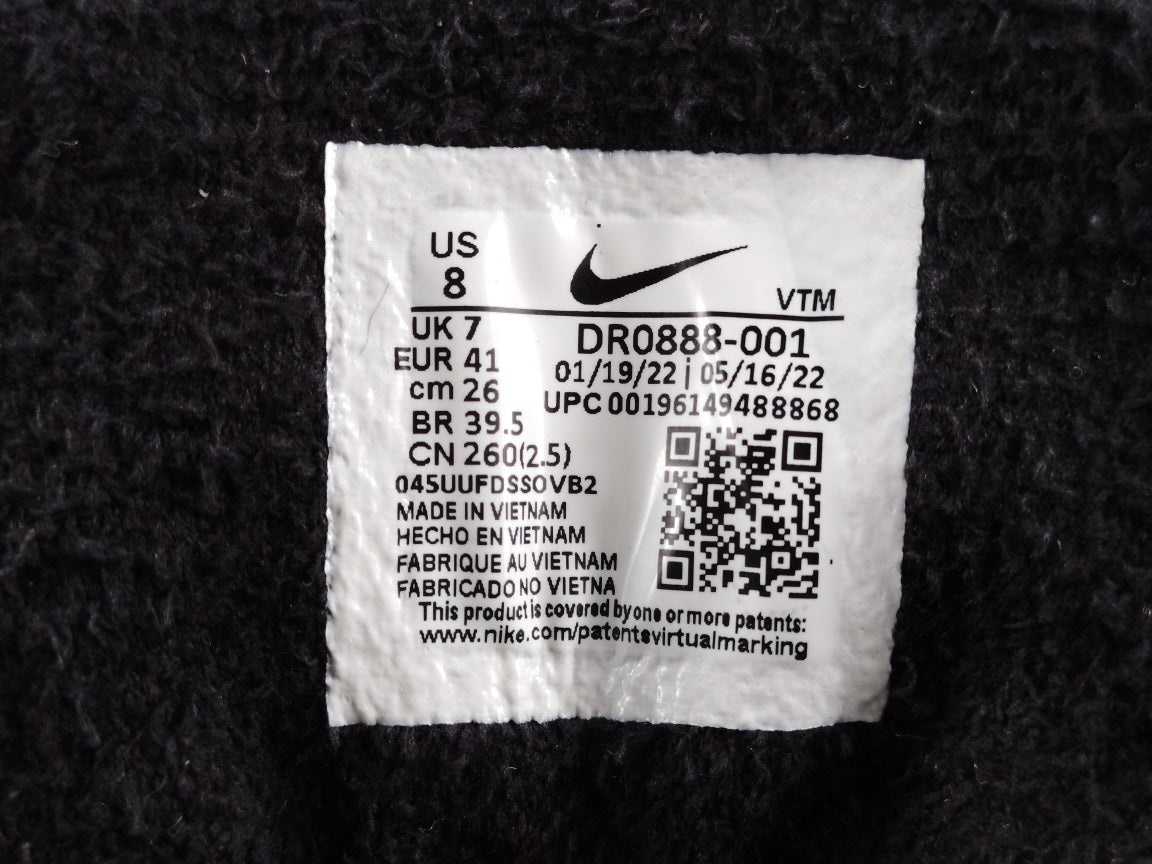 US
8
VTM
UK 7
EUR 41
cm 26
BR 39.5
CN 260(2.5)
DR0888-001
01/19/22 | 05/16/22
UPC 00196149488868
045UUFDSSOVB2
MADE IN VIETNAM
HECHO EN VIETNAM
FABRIQUE AU VIETNAM
FABRICADO NO VIETNA
This product is covered by one or more patents:
www.nike.com/patentsvirtualmarking